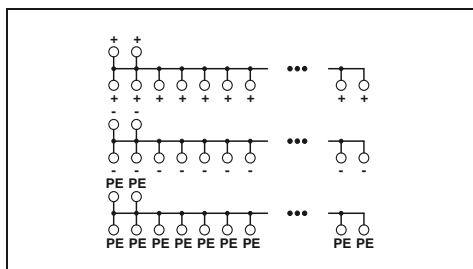 + +
•••
+ + + + + + + + +
- -
•••
- - - - - - - - -
PE PE
•••
PE PE PE PE PE PE PE PE PE